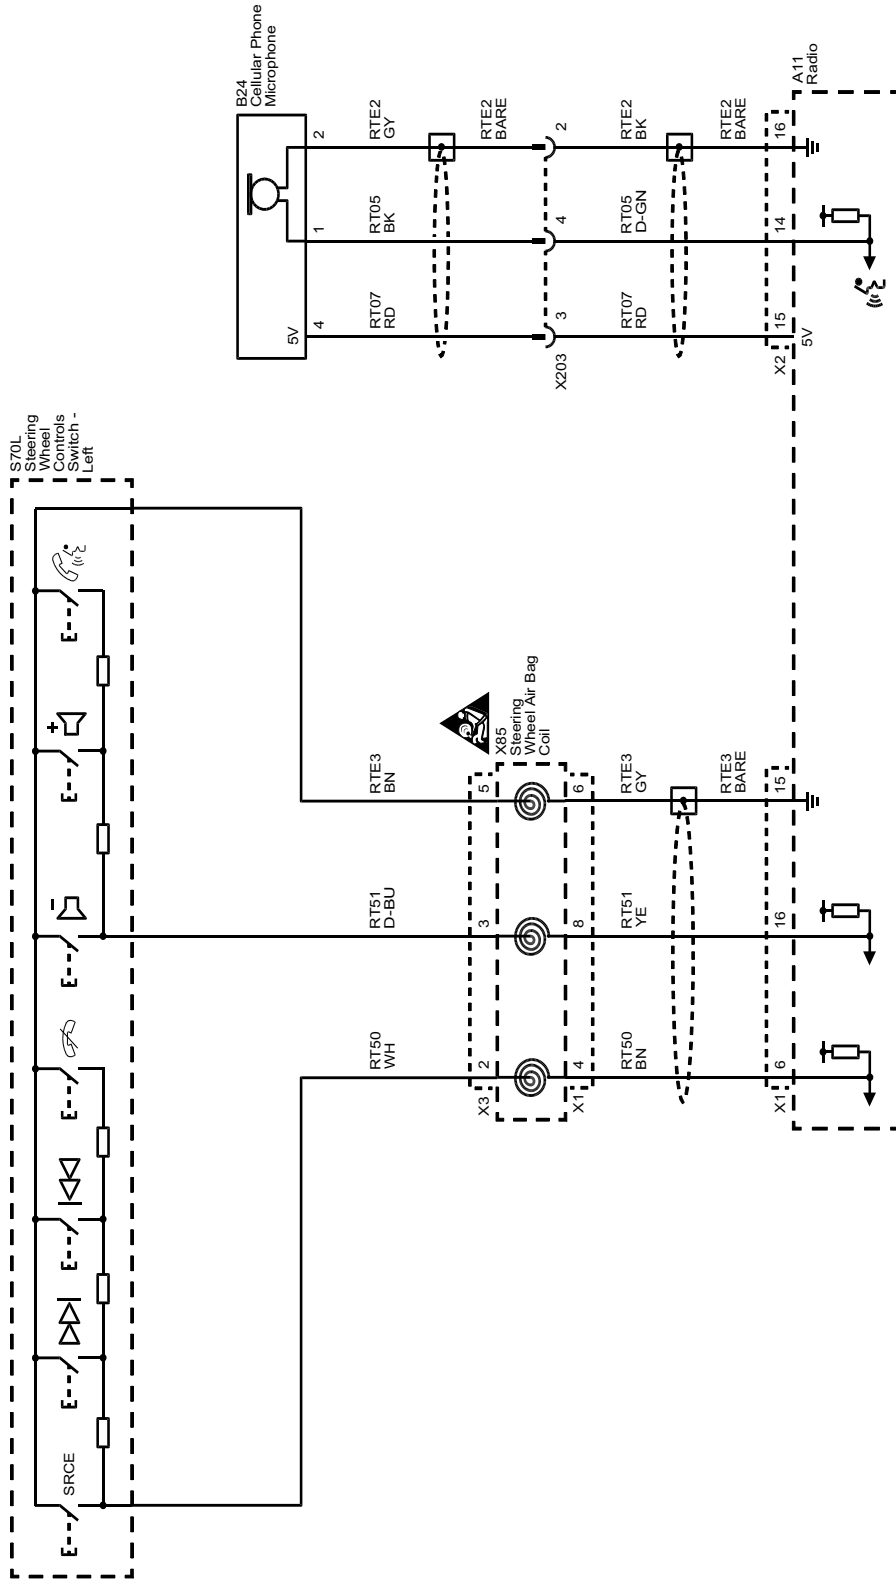 S70L
Steering
Wheel
Controls
Switch -
Left
SRCE
+
−
B24
Cellular Phone
Microphone
5V
4
1
2
RT07
RD
RT05
BK
RTE2
GY
RTE2
BARE
X203
3
4
2
RT07
RD
RT05
D-GN
RTE2
BK
RTE2
BARE
X2
15
14
16
5V
A11
Radio
RT50
WH
RT51
D-BU
RTE3
BN
X3
2
3
5
X85
Steering
Wheel Air Bag
Coil
X1
4
8
6
RT50
BN
RT51
YE
RTE3
GY
RTE3
BARE
X1
6
16
15